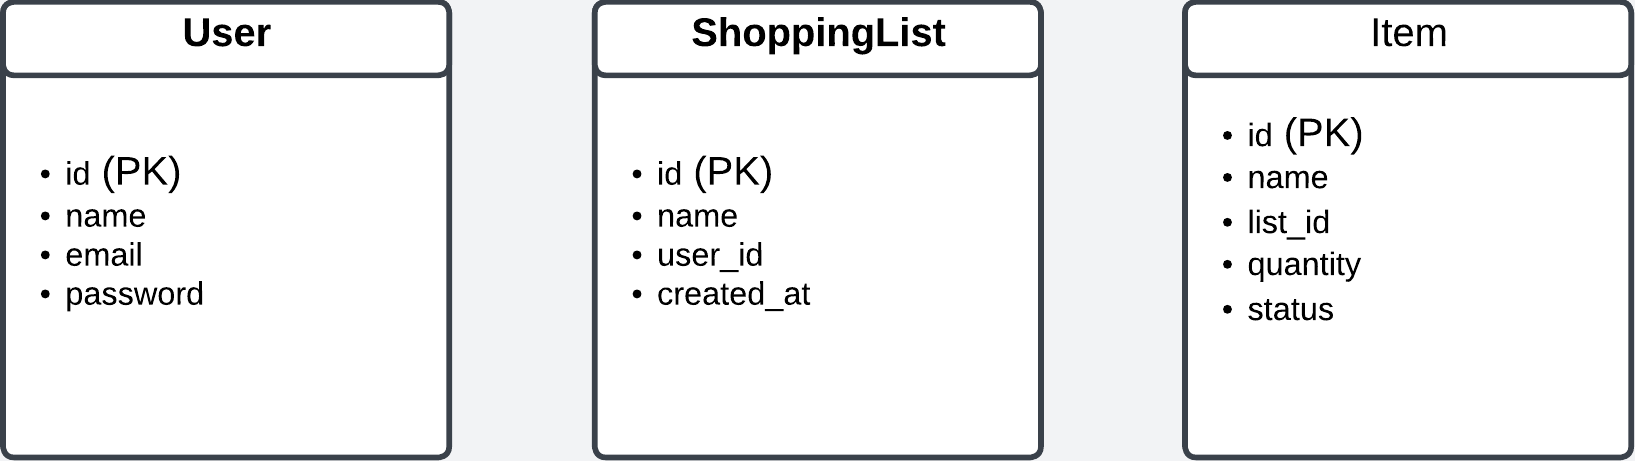 User
• id (PK)
• name
• email
• password
ShoppingList
• id (PK)
• name
• user_id
• created_at
Item
• id (PK)
• name
• list_id
• quantity
• status